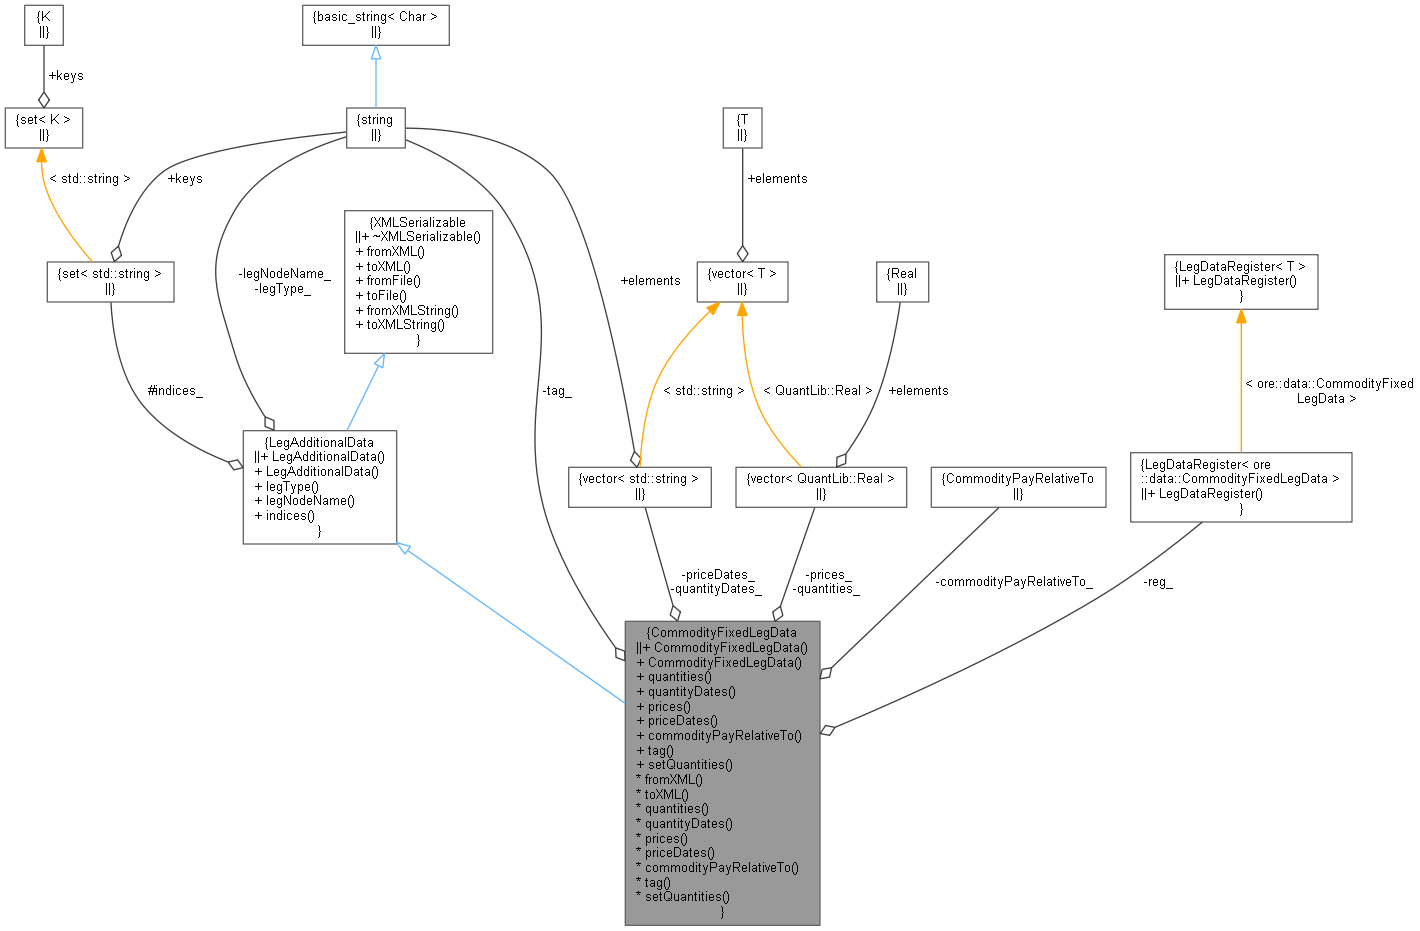 {K
||}
{basic_string< Char >
||}
+keys
{set< K >
||}
{string
||}
{T
||}
< std::string >
+keys
+elements
{XMLSerializable
||+ ~XMLSerializable()
+ fromXML()
+ toXML()
+ fromFile()
+ toFile()
+ fromXMLString()
+ toXMLString()
}
{set< std::string >
||}
-legNodeName_
-legType_
+elements
{vector< T >
||}
{Real
||}
{LegDataRegister< T >
||+ LegDataRegister()
}
#indices_
-tag_
< std::string >
< QuantLib::Real >
+elements
< ore::data::CommodityFixed
LegData >
{LegAdditionalData
||+ LegAdditionalData()
+ LegAdditionalData()
+ legType()
+ legNodeName()
+ indices()
}
{vector< std::string >
||}
{vector< QuantLib::Real >
||}
{CommodityPayRelativeTo
||}
{LegDataRegister< ore
::data::CommodityFixedLegData >
||+ LegDataRegister()
}
-priceDates_
-quantityDates_
-prices_
-quantities_
-commodityPayRelativeTo_
-reg_
{CommodityFixedLegData
||+ CommodityFixedLegData()
+ CommodityFixedLegData()
+ quantities()
+ quantityDates()
+ prices()
+ priceDates()
+ commodityPayRelativeTo()
+ tag()
+ setQuantities()
* fromXML()
* toXML()
* quantities()
* quantityDates()
* prices()
* priceDates()
* commodityPayRelativeTo()
* tag()
* setQuantities()
}